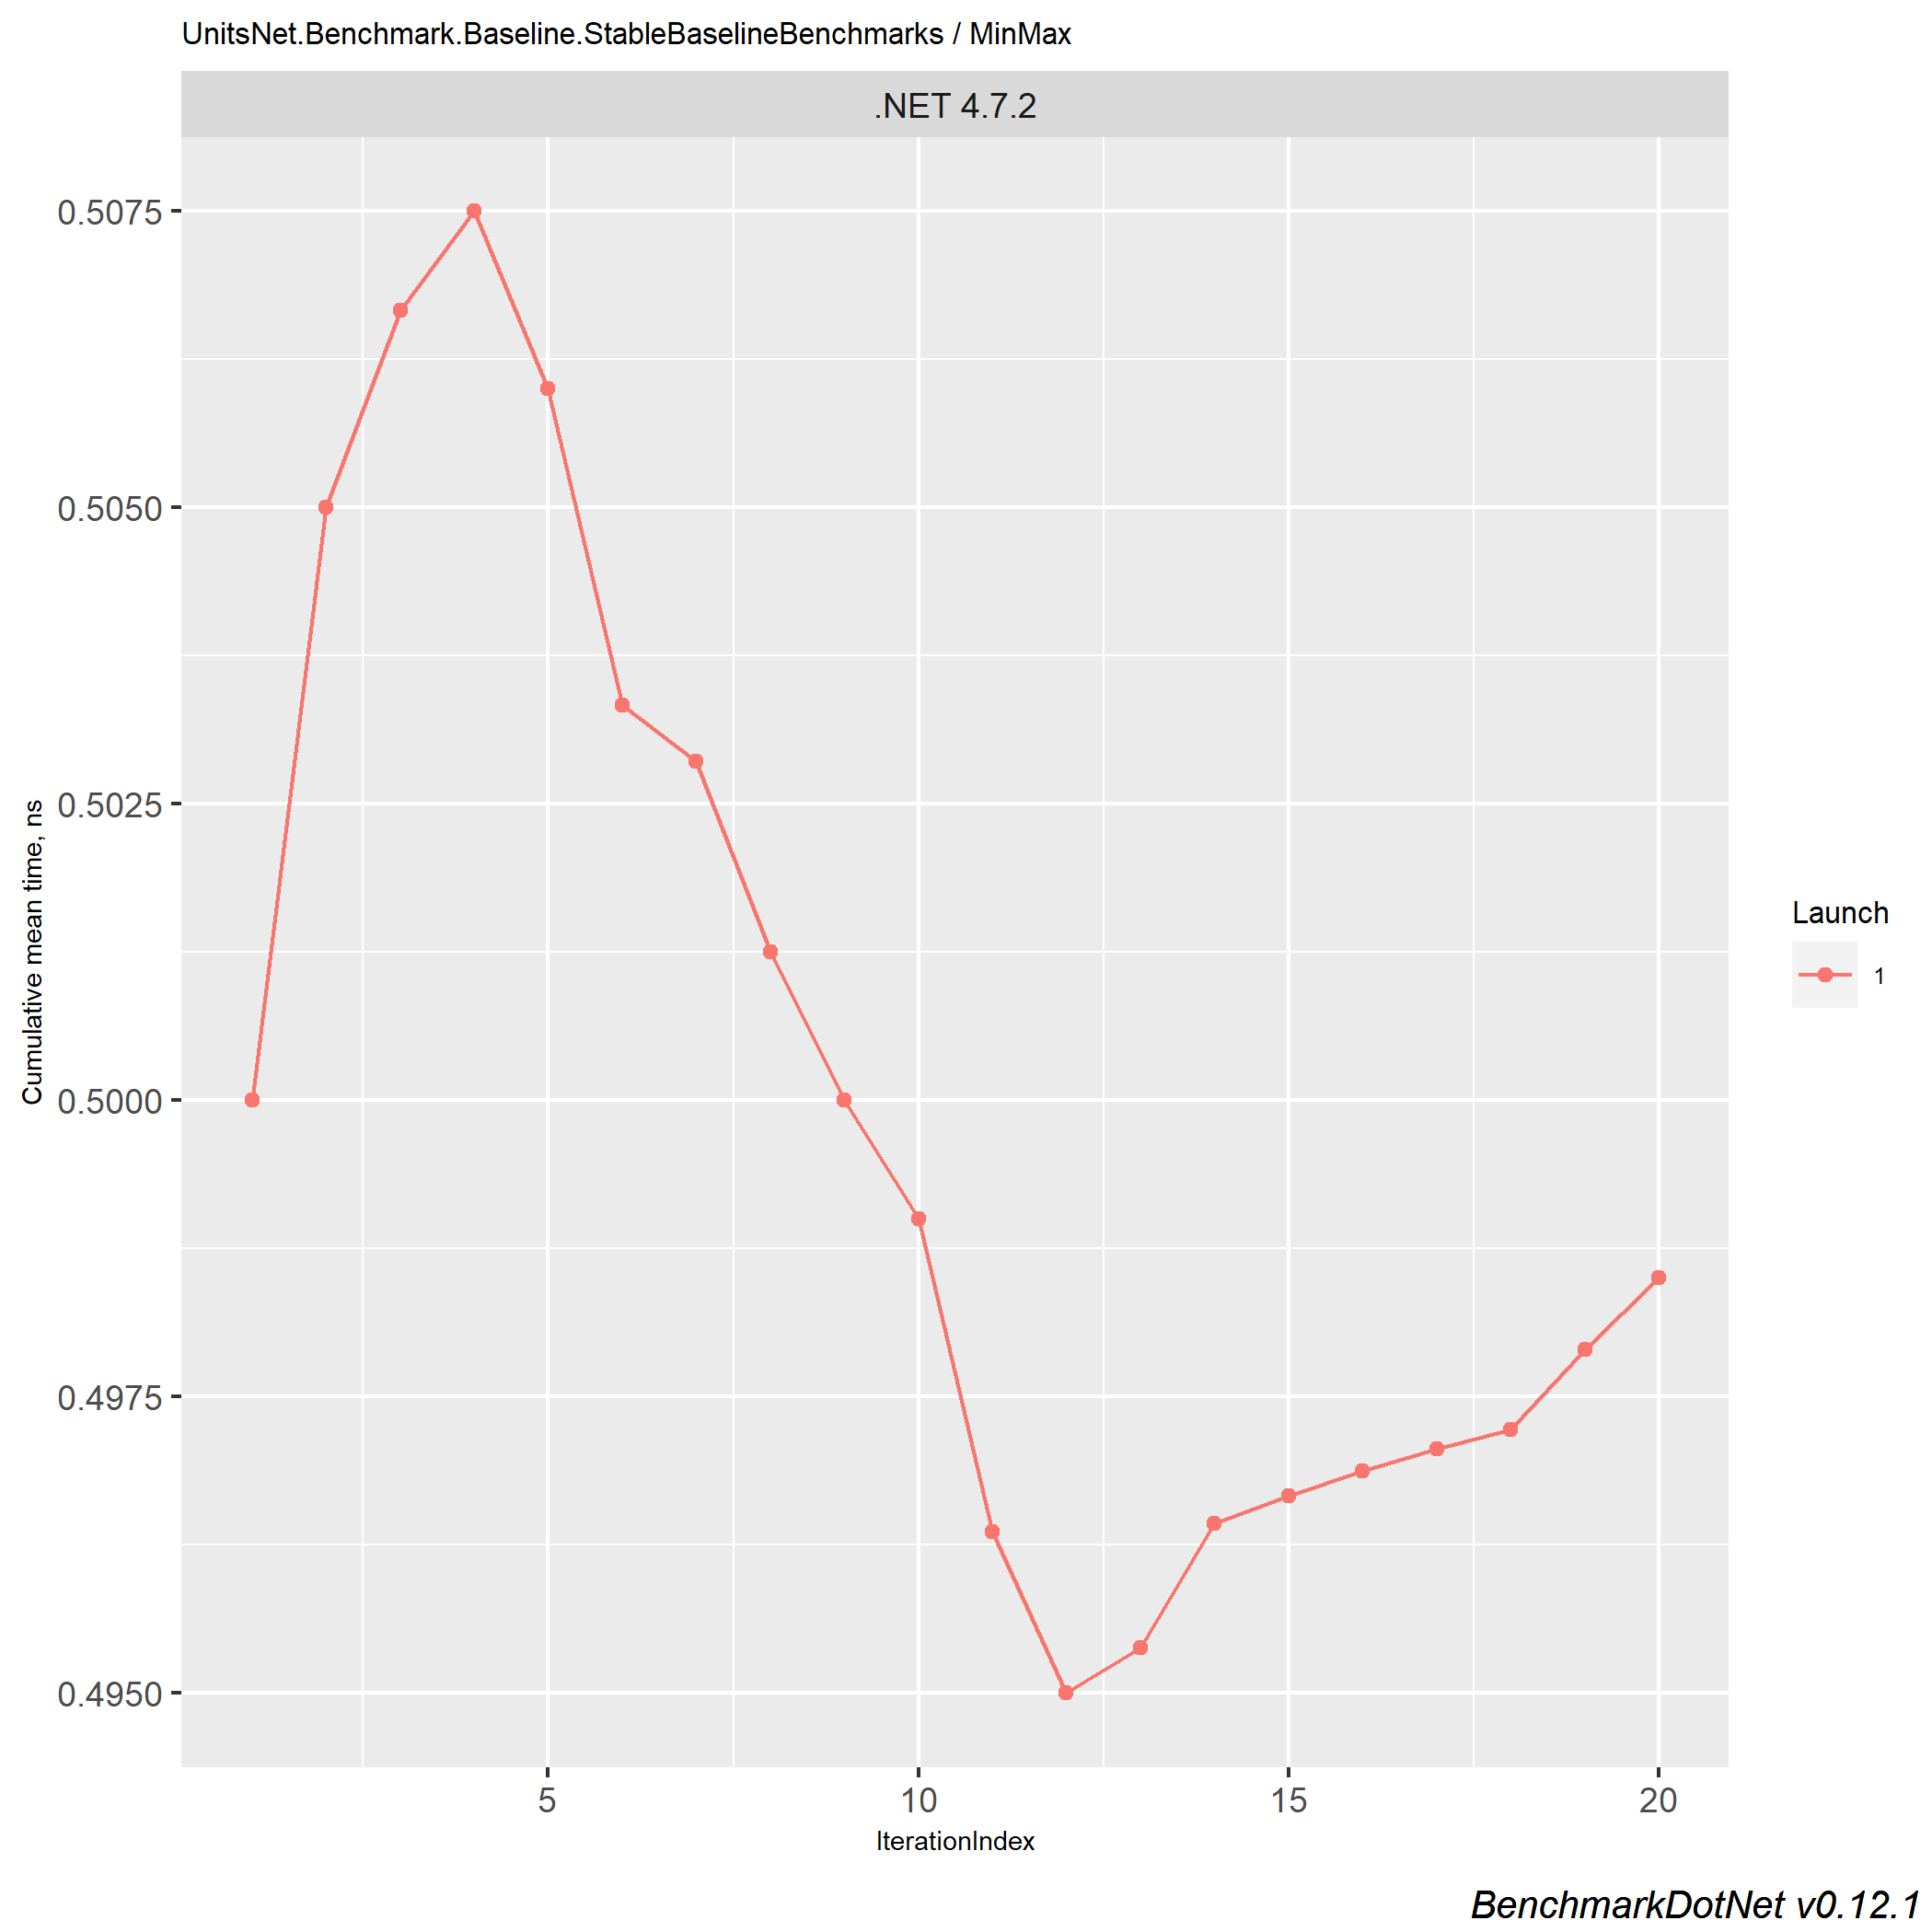 UnitsNet.Benchmark.Baseline.StableBaselineBenchmarks / MinMax
.NET 4.7.2
0.5075
0.5050
0.5025
0.5000
0.4975
0.4950
Cumulative mean time, ns
5 10 15 20
IterationIndex
Launch
1
BenchmarkDotNet v0.12.1